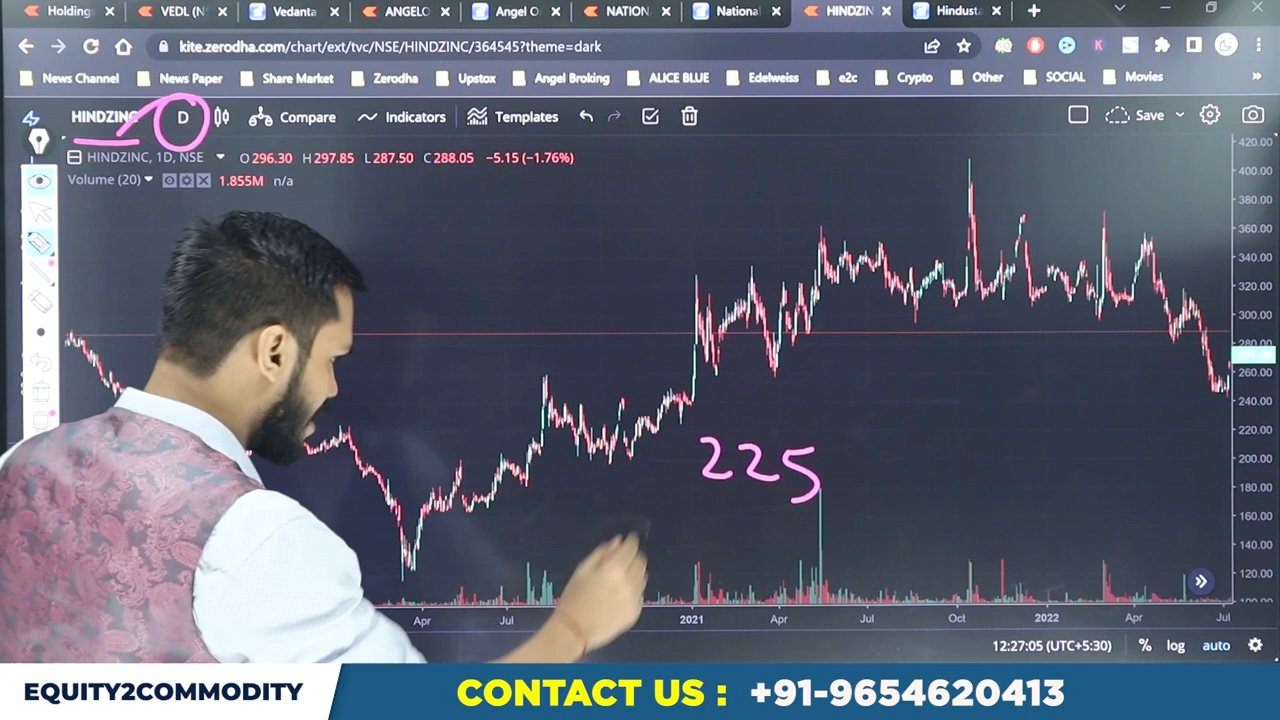 Holdings
VEDL (N
Vedanta
ANGELO
Angel O
NATION
National
HINDZIN
Hindust
kite.zerodha.com/chart/ext/tvc/NSE/HINDZINC/364545?theme=dark
News Channel
News Paper
Share Market
Zerodha
Upstox
Angel Broking
ALICE BLUE
Edelweiss
e2c
Crypto
Other
SOCIAL
Movies
HINDZINC
D
Compare
Indicators
Templates
Save
HINDZINC, 1D, NSE
O 296.30 H 297.85 L 287.50 C 288.05 −5.15 (−1.76%)
Volume (20)
1.855M n/a
420.00
400.00
380.00
360.00
340.00
320.00
300.00
280.00
260.00
240.00
220.00
200.00
180.00
160.00
140.00
120.00
225
Apr
Jul
2021
Apr
Jul
Oct
2022
Apr
Jul
12:27:05 (UTC+5:30)
%
log
auto
EQUITY2COMMODITY
CONTACT US : +91-9654620413